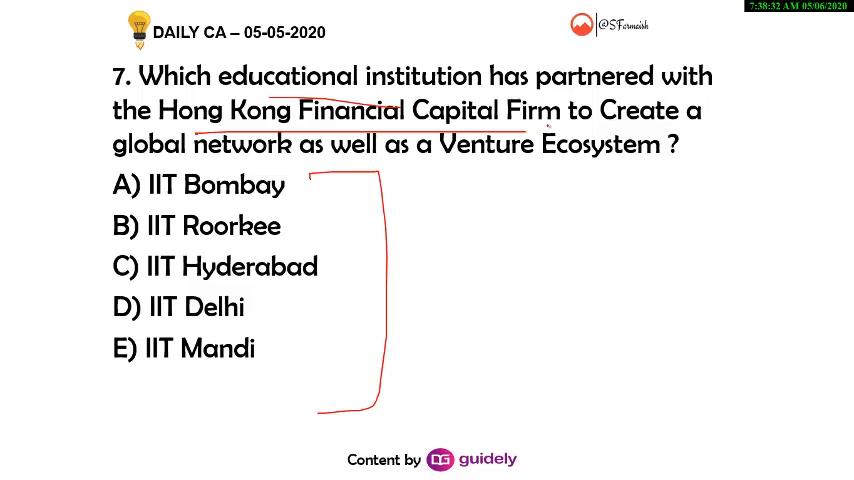 7:38:32 AM 05/06/2020
DAILY CA – 05-05-2020
@SFarmaish
7. Which educational institution has partnered with
the Hong Kong Financial Capital Firm to Create a
global network as well as a Venture Ecosystem ?
A) IIT Bombay
B) IIT Roorkee
C) IIT Hyderabad
D) IIT Delhi
E) IIT Mandi
Content by DG guidely